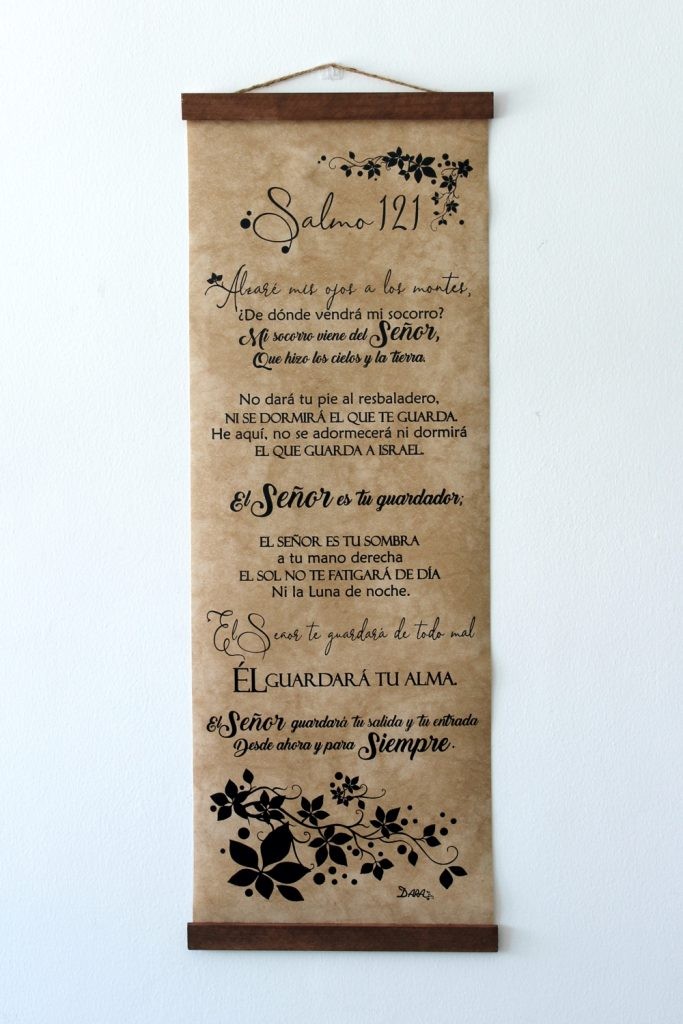 Salmo 121
Alzaré mis ojos a los montes,
¿De dónde vendrá mi socorro?
Mi socorro viene del Señor,
Que hizo los cielos y la tierra.
No dará tu pie al resbaladero,
NI SE DORMIRÁ EL QUE TE GUARDA.
He aquí, no se adormecerá ni dormirá
EL QUE GUARDA A ISRAEL.
El Señor es tu guardador;
EL SEÑOR ES TU SOMBRA
a tu mano derecha
EL SOL NO TE FATIGARÁ DE DÍA
Ni la Luna de noche.
El Señor te guardará de todo mal
ÉL GUARDARÁ TU ALMA.
El Señor guardará tu salida y tu entrada
Desde ahora y para Siempre.